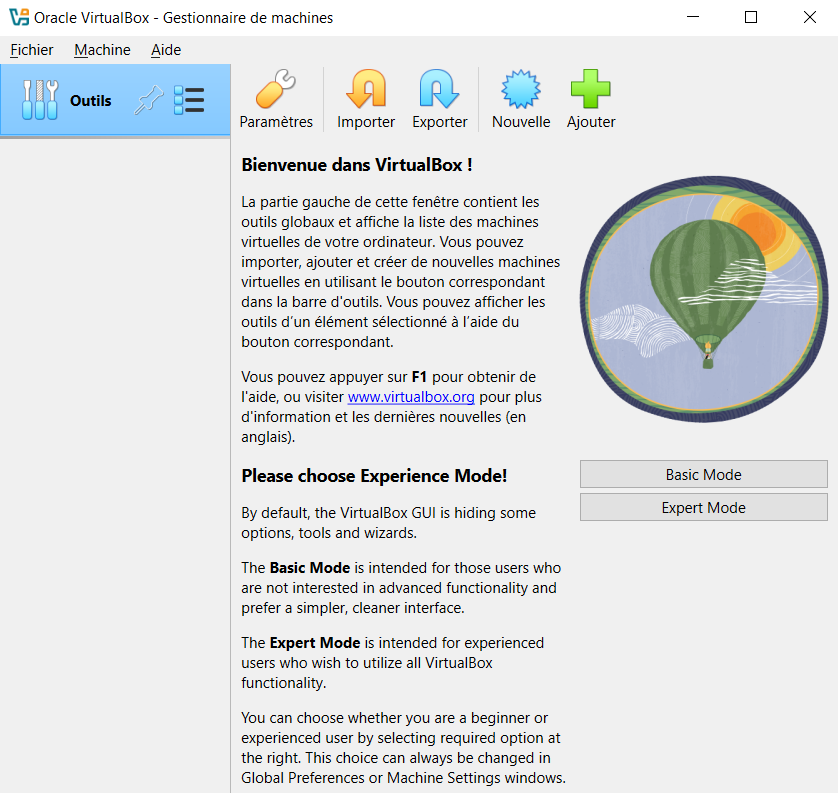 Oracle VirtualBox - Gestionnaire de machines
Fichier Machine Aide
Outils
Paramètres Importer Exporter Nouvelle Ajouter
Bienvenue dans VirtualBox !
La partie gauche de cette fenêtre contient les
outils globaux et affiche la liste des machines
virtuelles de votre ordinateur. Vous pouvez
importer, ajouter et créer de nouvelles machines
virtuelles en utilisant le bouton correspondant
dans la barre d'outils. Vous pouvez afficher les
outils d’un élément sélectionné à l’aide du
bouton correspondant.
Vous pouvez appuyer sur F1 pour obtenir de
l'aide, ou visiter www.virtualbox.org pour plus
d'information et les dernières nouvelles (en
anglais).
Please choose Experience Mode!
By default, the VirtualBox GUI is hiding some
options, tools and wizards.
The Basic Mode is intended for those users who
are not interested in advanced functionality and
prefer a simpler, cleaner interface.
The Expert Mode is intended for experienced
users who wish to utilize all VirtualBox
functionality.
You can choose whether you are a beginner or
experienced user by selecting required option at
the right. This choice can always be changed in
Global Preferences or Machine Settings windows.
Basic Mode
Expert Mode